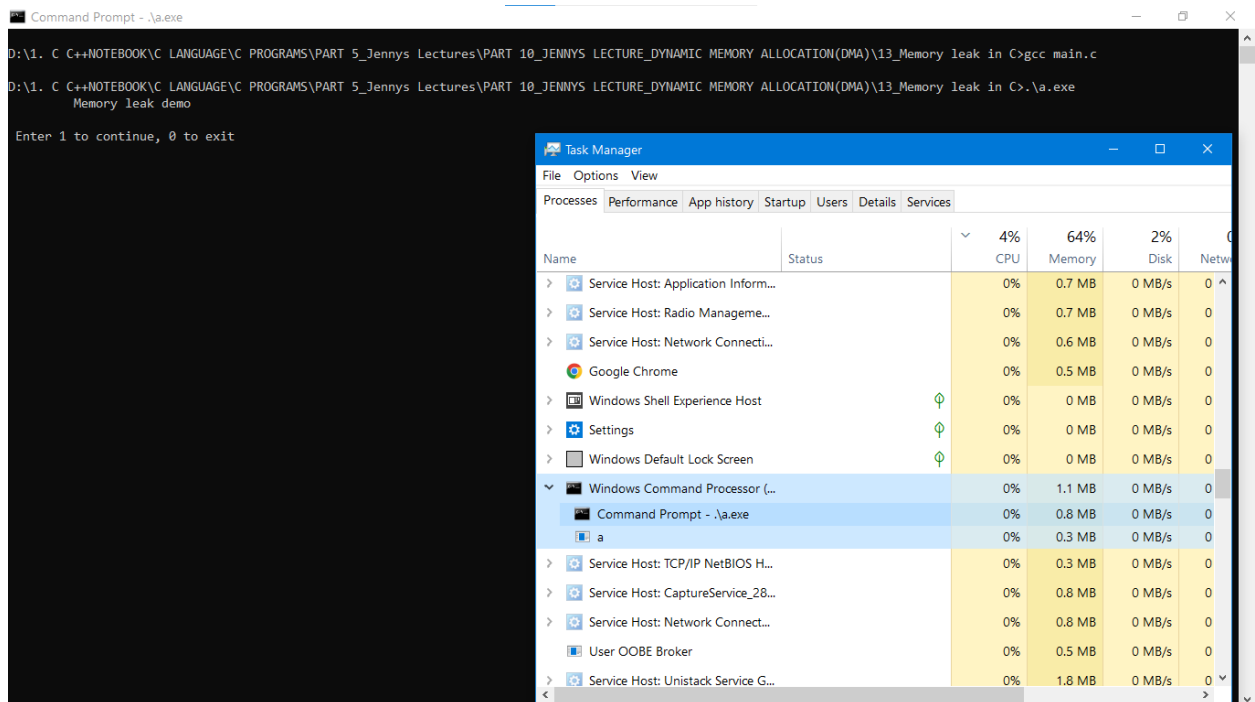 Command Prompt - .\a.exe
D:\1. C C++NOTEBOOK\C LANGUAGE\C PROGRAMS\PART 5_Jennys Lectures\PART 10_JENNYS LECTURE_DYNAMIC MEMORY ALLOCATION(DMA)\13_Memory leak in C>gcc main.c
D:\1. C C++NOTEBOOK\C LANGUAGE\C PROGRAMS\PART 5_Jennys Lectures\PART 10_JENNYS LECTURE_DYNAMIC MEMORY ALLOCATION(DMA)\13_Memory leak in C>.\a.exe
Memory leak demo
Enter 1 to continue, 0 to exit
Task Manager
File Options View
Processes Performance App history Startup Users Details Services
4% 64% 2% 0
Name Status CPU Memory Disk Netw
Service Host: Application Inform... 0% 0.7 MB 0 MB/s 0
Service Host: Radio Manageme... 0% 0.7 MB 0 MB/s 0
Service Host: Network Connecti... 0% 0.6 MB 0 MB/s 0
Google Chrome 0% 0.5 MB 0 MB/s 0
Windows Shell Experience Host 0% 0 MB 0 MB/s 0
Settings 0% 0 MB 0 MB/s 0
Windows Default Lock Screen 0% 0 MB 0 MB/s 0
Windows Command Processor (... 0% 1.1 MB 0 MB/s 0
Command Prompt - .\a.exe 0% 0.8 MB 0 MB/s 0
a 0% 0.3 MB 0 MB/s 0
Service Host: TCP/IP NetBIOS H... 0% 0.3 MB 0 MB/s 0
Service Host: CaptureService_28... 0% 0.8 MB 0 MB/s 0
Service Host: Network Connect... 0% 0.8 MB 0 MB/s 0
User OOBE Broker 0% 0.5 MB 0 MB/s 0
Service Host: Unistack Service G... 0% 1.8 MB 0 MB/s 0